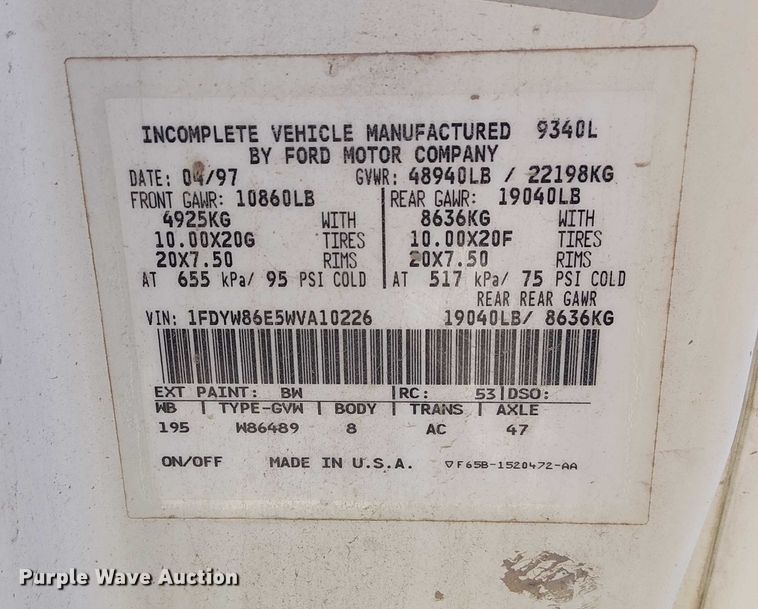 INCOMPLETE VEHICLE MANUFACTURED 9340L
BY FORD MOTOR COMPANY
DATE: 04/97 GVWR: 48940LB / 22198KG
FRONT GAWR: 10860LB REAR GAWR: 19040LB
4925KG WITH 8636KG WITH
10.00X20G TIRES 10.00X20F TIRES
20X7.50 RIMS 20X7.50 RIMS
AT 655 kPa/ 95 PSI COLD AT 517 kPa/ 75 PSI COLD
REAR REAR GAWR
VIN: 1FDYW86E5WVA10226 19040LB/ 8636KG
EXT PAINT: BW RC: 53 DSO:
WB TYPE-GVW BODY TRANS AXLE
195 W86489 8 AC 47
ON/OFF MADE IN U.S.A. F65B-1520472-AA
Purple Wave Auction